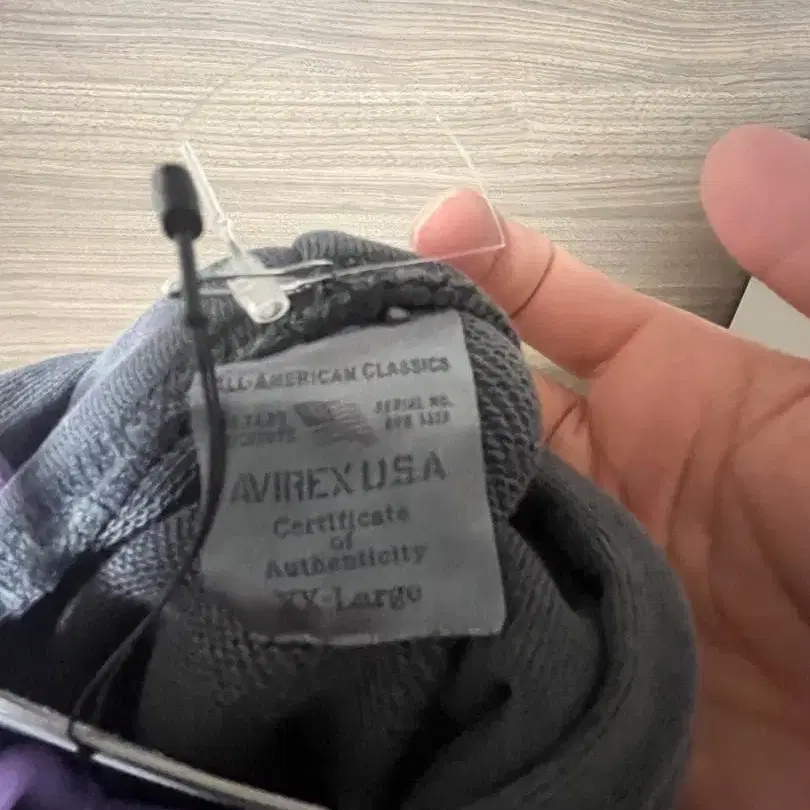 ALL-AMERICAN CLASSICS
SERIAL NO.
AVIREX USA
Certificate
of
Authenticity
XX-Large